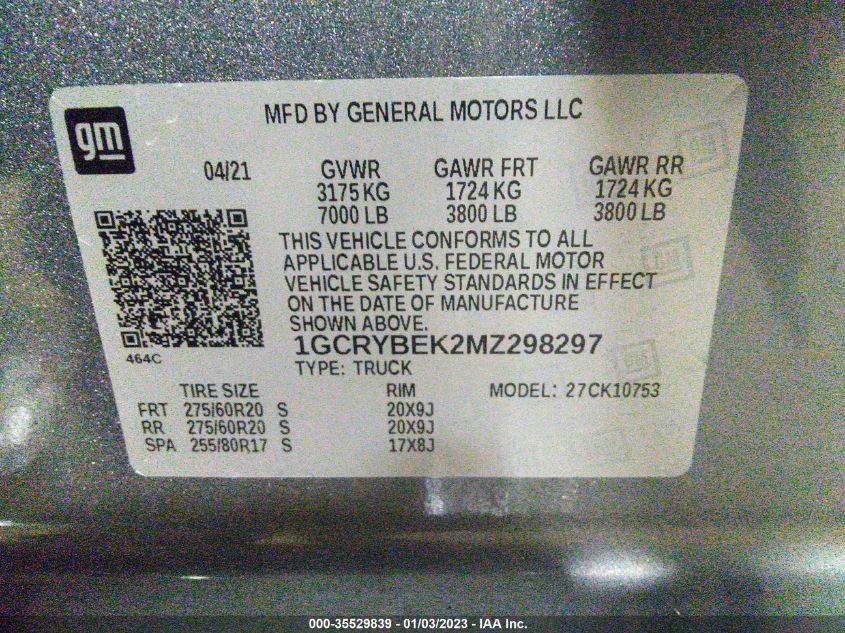 MFD BY GENERAL MOTORS LLC
gm
04/21 GVWR GAWR FRT GAWR RR
3175 KG 1724 KG 1724 KG
7000 LB 3800 LB 3800 LB
THIS VEHICLE CONFORMS TO ALL
APPLICABLE U.S. FEDERAL MOTOR
VEHICLE SAFETY STANDARDS IN EFFECT
ON THE DATE OF MANUFACTURE
SHOWN ABOVE.
464C
1GCRYBEK2MZ298297
TYPE: TRUCK
TIRE SIZE RIM MODEL: 27CK10753
FRT 275/60R20 S 20X9J
RR 275/60R20 S 20X9J
SPA 255/80R17 S 17X8J
000-35529839 - 01/03/2023 - IAA Inc.